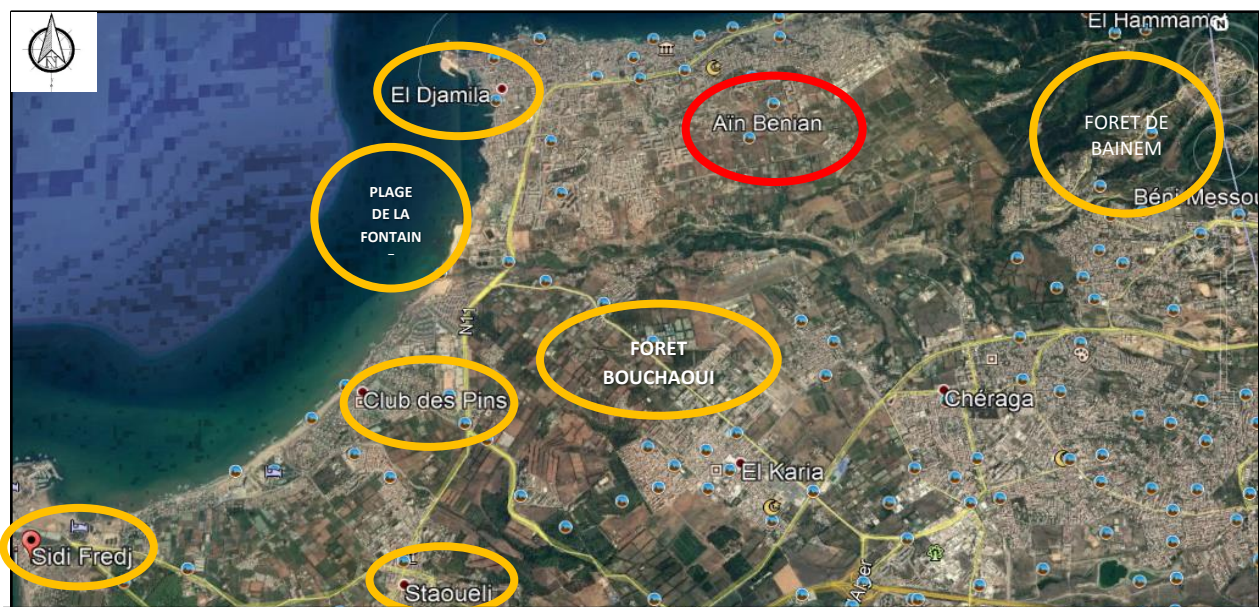 N
El Hammamet
N
El Djamila
Aïn Benian
FORET DE
BAINEM
PLAGE
DE LA
FONTAIN
Béni Messou
N11
FORET
BOUCHAOUI
Club des Pins
Chéraga
El Karia
Sidi Fredj
Staoueli
Alger